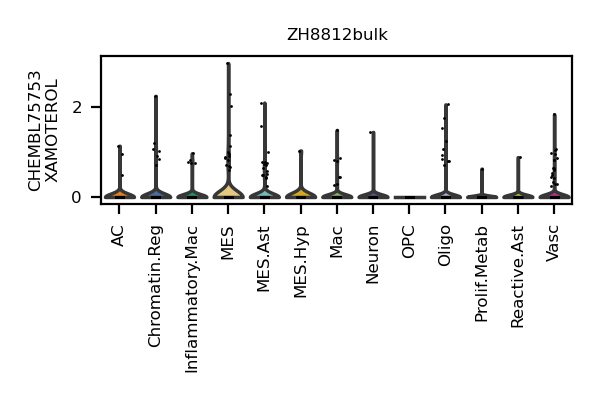 ZH8812bulk
CHEMBL75753
XAMOTEROL
2
0
AC
Chromatin.Reg
Inflammatory.Mac
MES
MES.Ast
MES.Hyp
Mac
Neuron
OPC
Oligo
Prolif.Metab
Reactive.Ast
Vasc